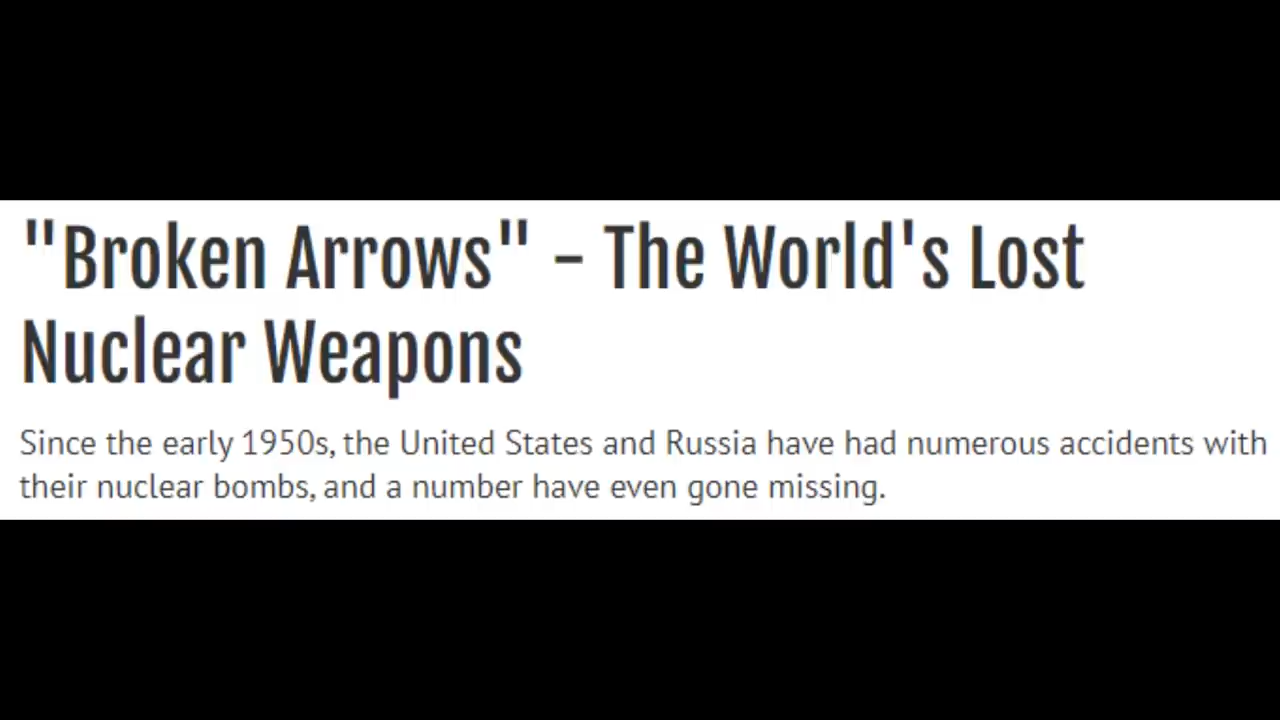 "Broken Arrows" - The World's Lost
Nuclear Weapons
Since the early 1950s, the United States and Russia have had numerous accidents with
their nuclear bombs, and a number have even gone missing.